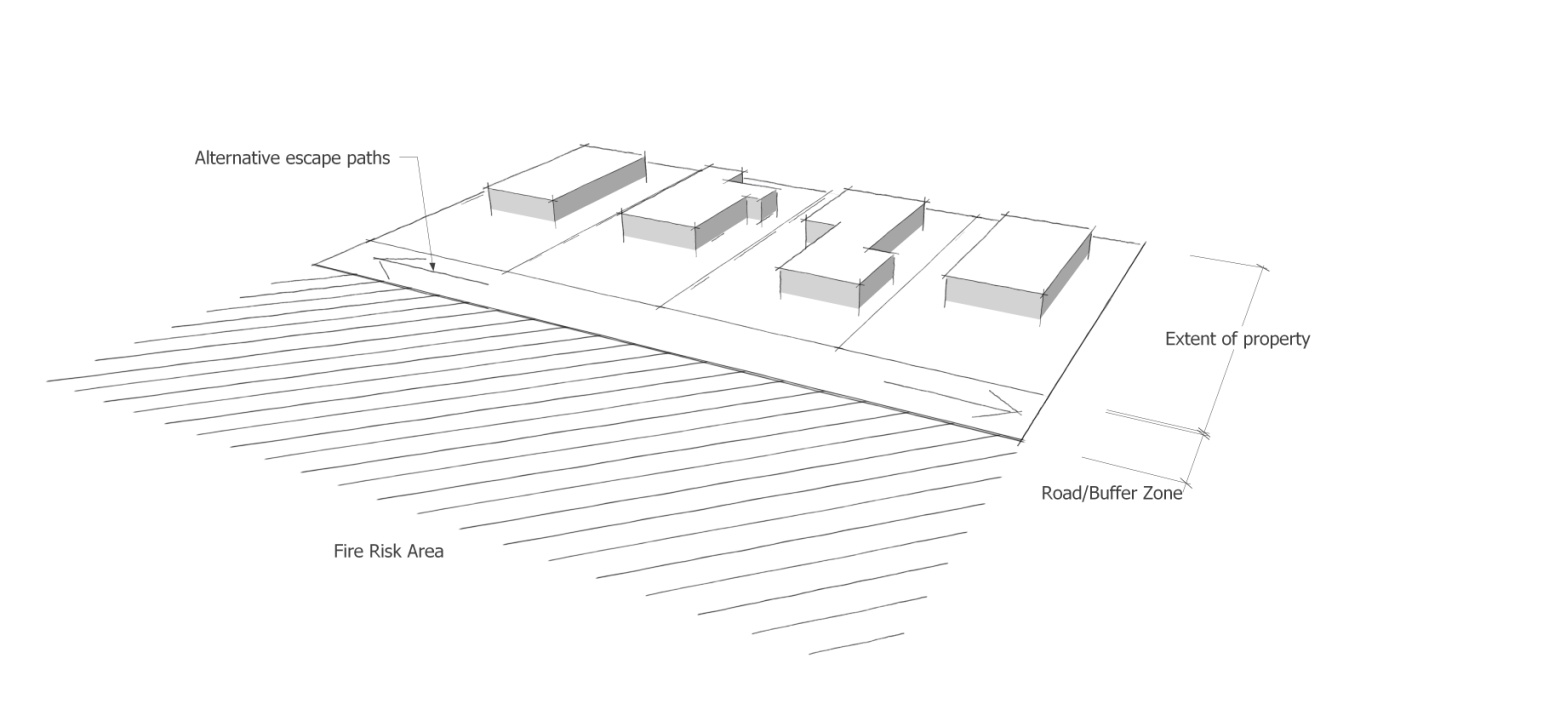 Alternative escape paths
Extent of property
Road/Buffer Zone
Fire Risk Area